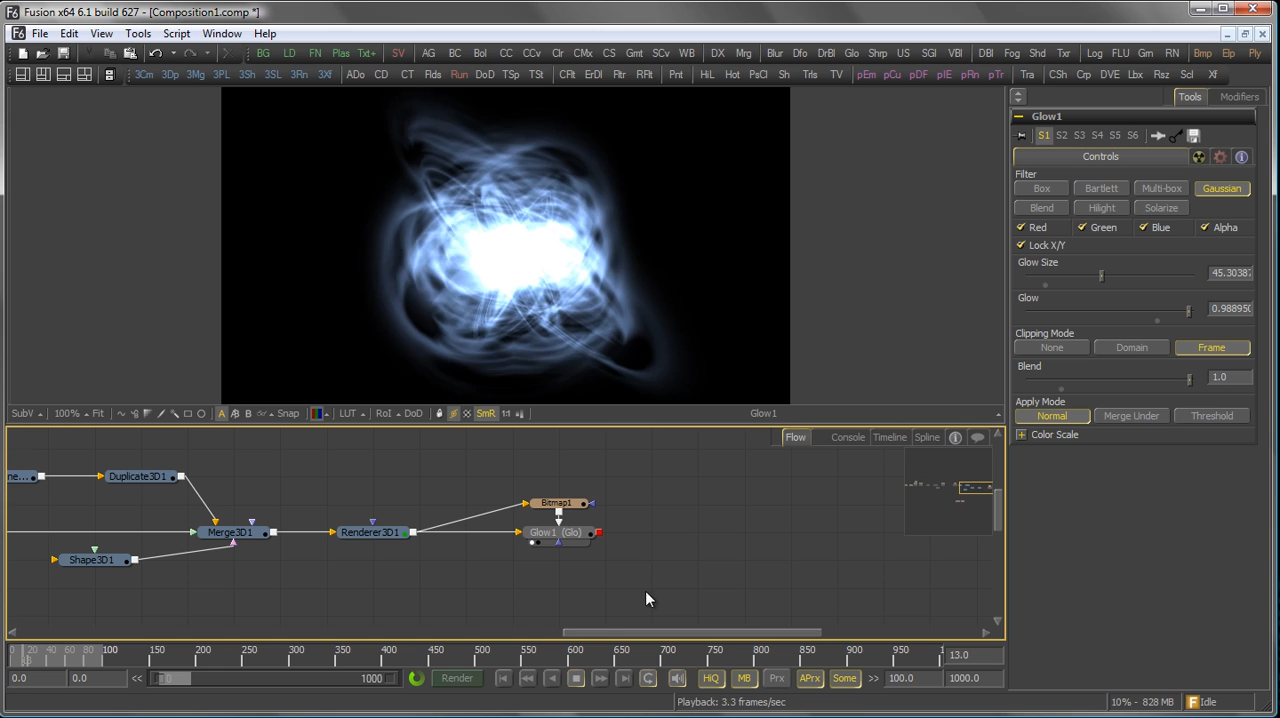 Fusion x64 6.1 build 627 - [Composition1.comp *]
File Edit View Tools Script Window Help
BG LD FN Plas Txt+ SV AG BC Bol CC CCv Clr CMx CS Gmt SCv WB DX Mrg Blur Dfo DrBl Glo Shrp US SGl VBl DBl Fog Shd Txr Log FLU Grn RN Bmp Elp Ply
3Cm 3Dp 3Mg 3PL 3Sh 3SL 3Rn 3Xf ADo CD CT Flds Run DoD TSp TSt CFlt ErDl Fltr RFlt Pnt HiL Hot PsCl Sh Trls TV pEm pCu pDF pIE pRn pTr Tra CSh Crp DVE Lbx Rsz Scl Xf
Tools Modifiers
Glow1
S1 S2 S3 S4 S5 S6
Controls
Filter
Box Bartlett Multi-box Gaussian
Blend Hilight Solarize
Red Green Blue Alpha
Lock X/Y
Glow Size
45.30387
Glow
0.988950
Clipping Mode
None Domain Frame
Blend
1.0
Apply Mode
Normal Merge Under Threshold
Color Scale
SubV 100% Fit A B Snap LUT RoI DoD SmR 1:1 Glow1
Flow Console Timeline Spline
ne... Duplicate3D1
Bitmap1
Merge3D1 Renderer3D1 Glow1 (Glo)
Shape3D1
0 20 40 60 80 100 150 200 250 300 350 400 450 500 550 600 650 700 750 800 850 900 950 13.0
0.0 0.0 << 0 1000 Render HiQ MB Prx APrx Some >> 100.0 1000.0
Playback: 3.3 frames/sec 10% - 828 MB Idle